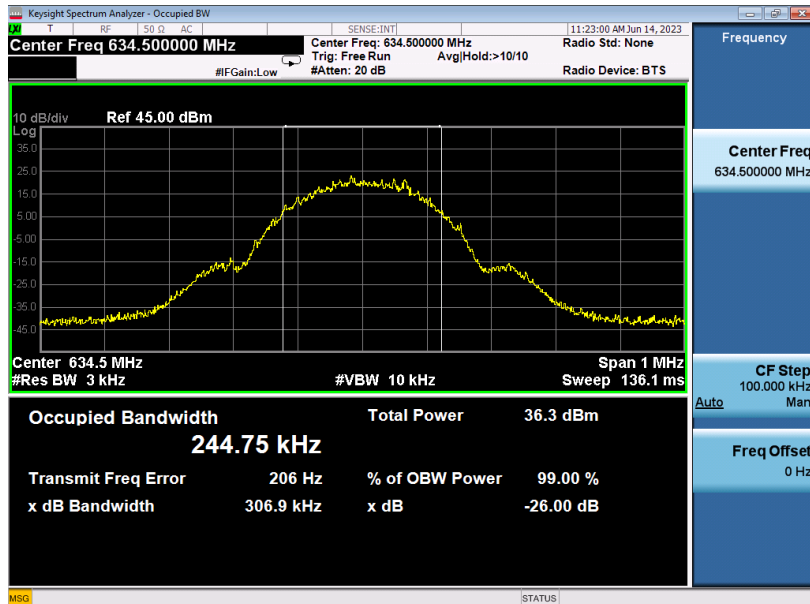 Keysight Spectrum Analyzer - Occupied BW
LXI T RF 50 Ω AC SENSE:INT 11:23:00 AM Jun 14, 2023
Center Freq 634.500000 MHz
Center Freq: 634.500000 MHz Radio Std: None
Trig: Free Run Avg|Hold:>10/10
#IFGain:Low #Atten: 20 dB Radio Device: BTS
10 dB/div Ref 45.00 dBm
Log
35.0
25.0
15.0
5.00
-5.00
-15.0
-25.0
-35.0
-45.0
Center 634.5 MHz Span 1 MHz
#Res BW 3 kHz #VBW 10 kHz Sweep 136.1 ms
Occupied Bandwidth Total Power 36.3 dBm
244.75 kHz
Transmit Freq Error 206 Hz % of OBW Power 99.00 %
x dB Bandwidth 306.9 kHz x dB -26.00 dB
Frequency
Center Freq
634.500000 MHz
CF Step
100.000 kHz
Auto Man
Freq Offset
0 Hz
MSG STATUS